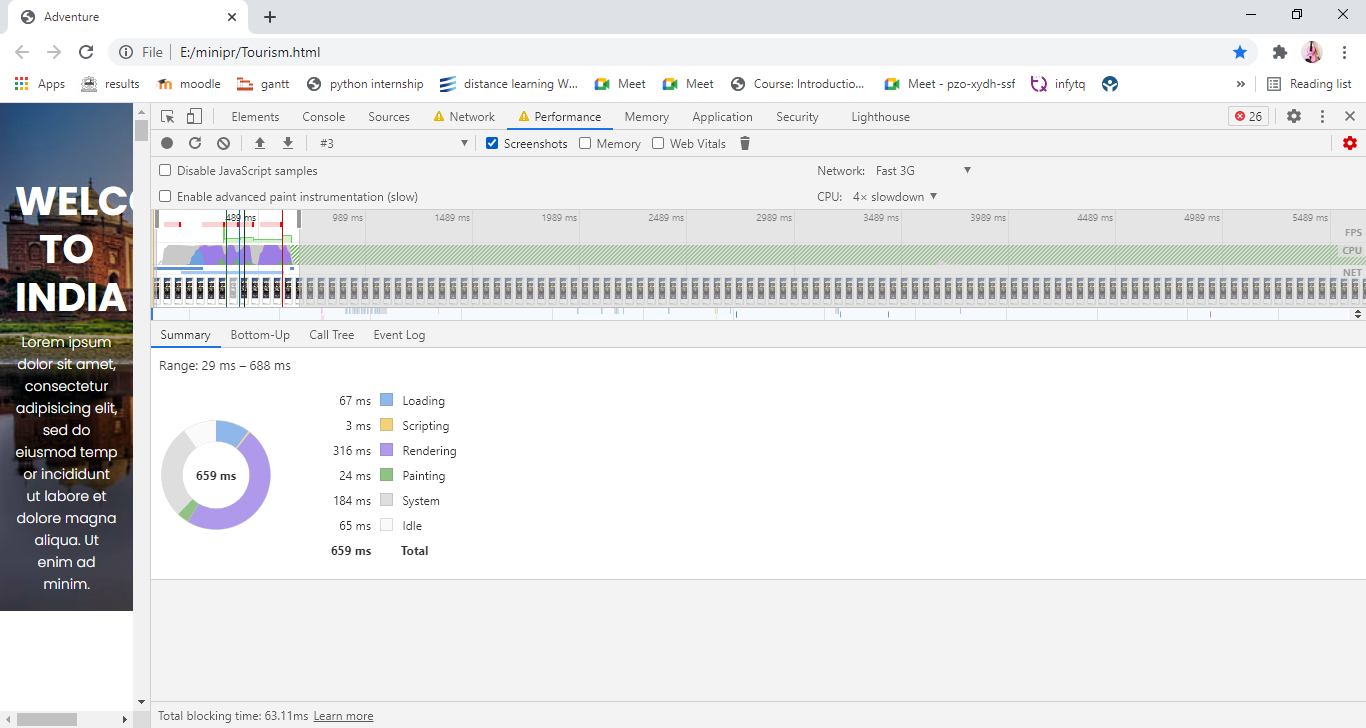 Adventure
File E:/minipr/Tourism.html
Apps results moodle gantt python internship distance learning W... Meet Meet Course: Introductio... Meet - pzo-xydh-ssf infytq » Reading list
Elements Console Sources Network Performance Memory Application Security Lighthouse 26
#3 Screenshots Memory Web Vitals
Disable JavaScript samples Network: Fast 3G
Enable advanced paint instrumentation (slow) CPU: 4× slowdown
489 ms 989 ms 1489 ms 1989 ms 2489 ms 2989 ms 3489 ms 3989 ms 4489 ms 4989 ms 5489 ms
FPS
CPU
NET
Summary Bottom-Up Call Tree Event Log
Range: 29 ms – 688 ms
67 ms Loading
3 ms Scripting
316 ms Rendering
659 ms
24 ms Painting
184 ms System
65 ms Idle
659 ms Total
Total blocking time: 63.11ms Learn more
WELCO
TO
INDIA
Lorem ipsum
dolor sit amet,
consectetur
adipisicing elit,
sed do
eiusmod temp
or incididunt
ut labore et
dolore magna
aliqua. Ut
enim ad
minim.